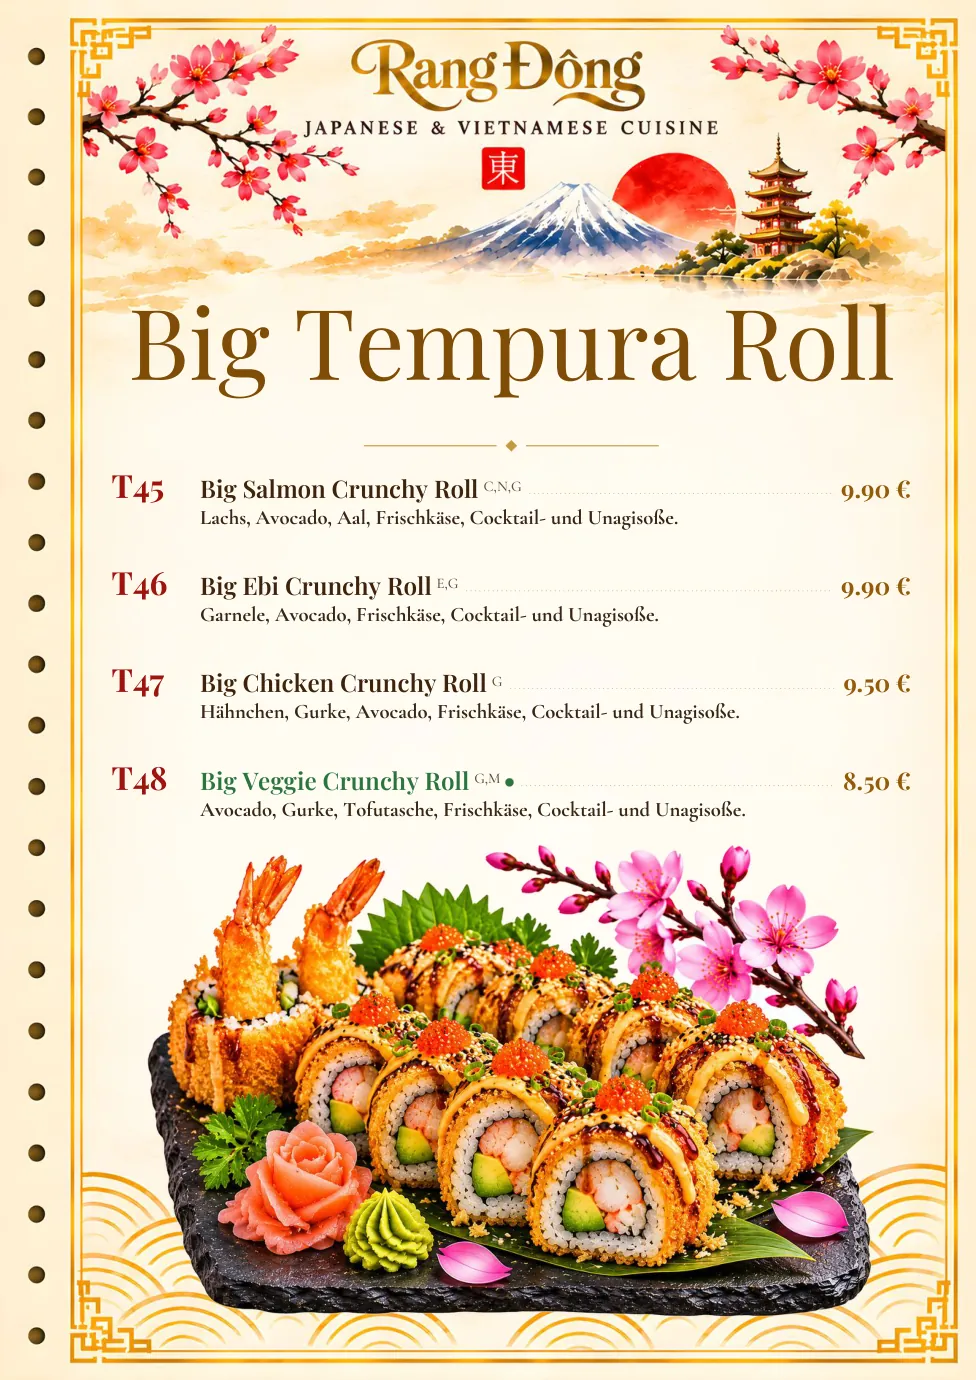 Rang Đông
JAPANESE & VIETNAMESE CUISINE
東
Big Tempura Roll
T45 Big Salmon Crunchy Roll C,N,G 9.90 €
Lachs, Avocado, Aal, Frischkäse, Cocktail- und Unagisoße.
T46 Big Ebi Crunchy Roll E,G 9.90 €
Garnele, Avocado, Frischkäse, Cocktail- und Unagisoße.
T47 Big Chicken Crunchy Roll G 9.50 €
Hähnchen, Gurke, Avocado, Frischkäse, Cocktail- und Unagisoße.
T48 Big Veggie Crunchy Roll G,M ● 8.50 €
Avocado, Gurke, Tofutasche, Frischkäse, Cocktail- und Unagisoße.